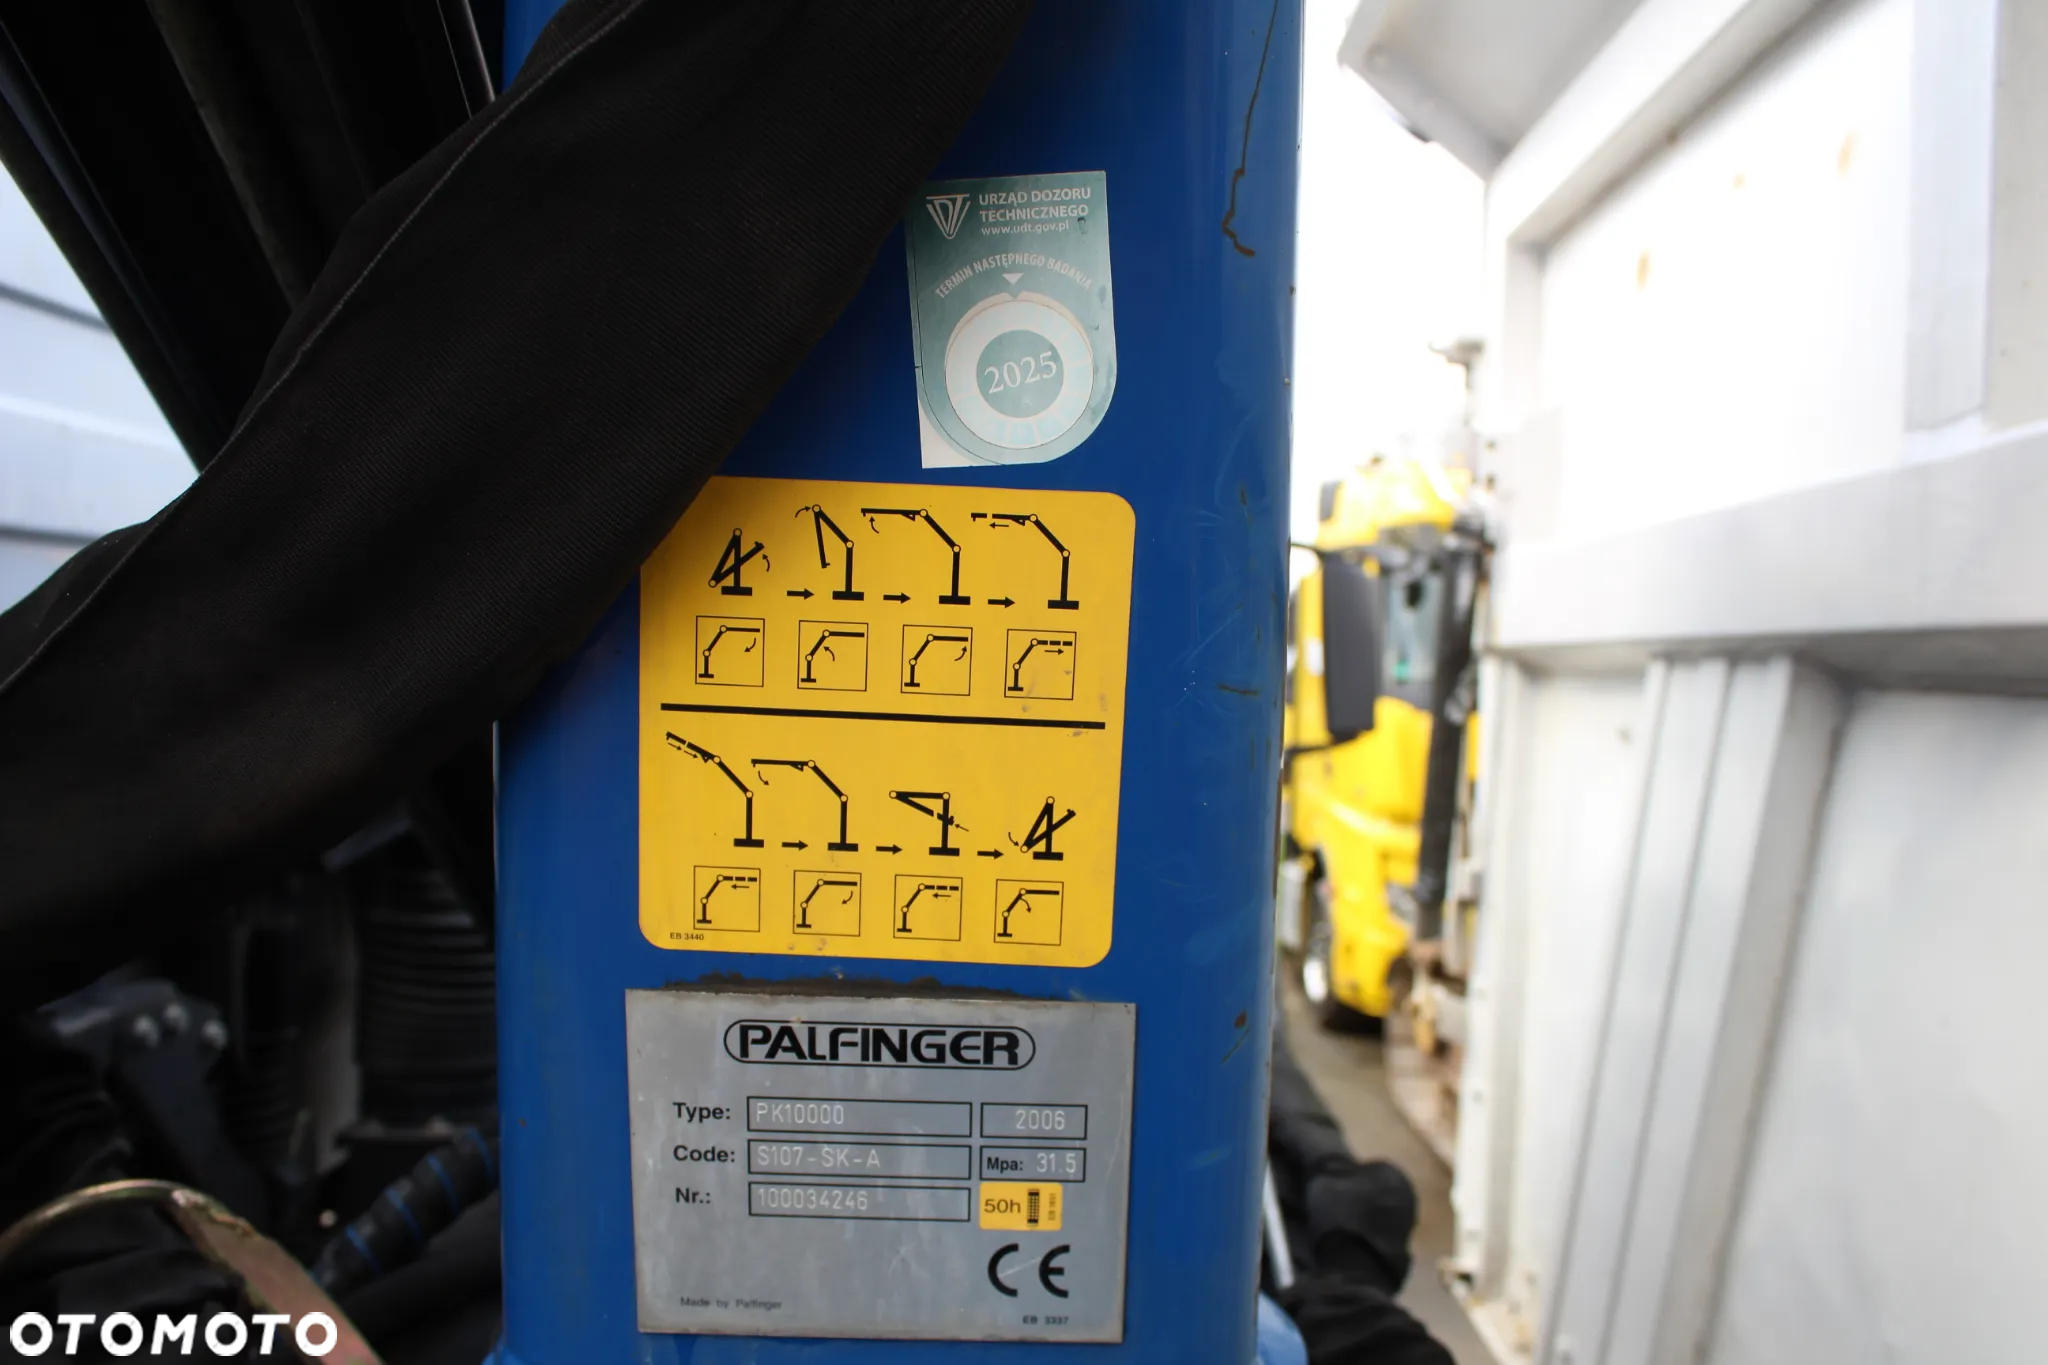 URZĄD DOZORU
TECHNICZNEGO
www.udt.gov.pl
TERMIN NASTĘPNEGO BADANIA
2025
EB 3440
PALFINGER
Type: PK10000 2006
Code: S107-SK-A Mpa: 31.5
Nr.: 100034246 50h
CE
Made by Palfinger
EB 3337
OTOMOTO